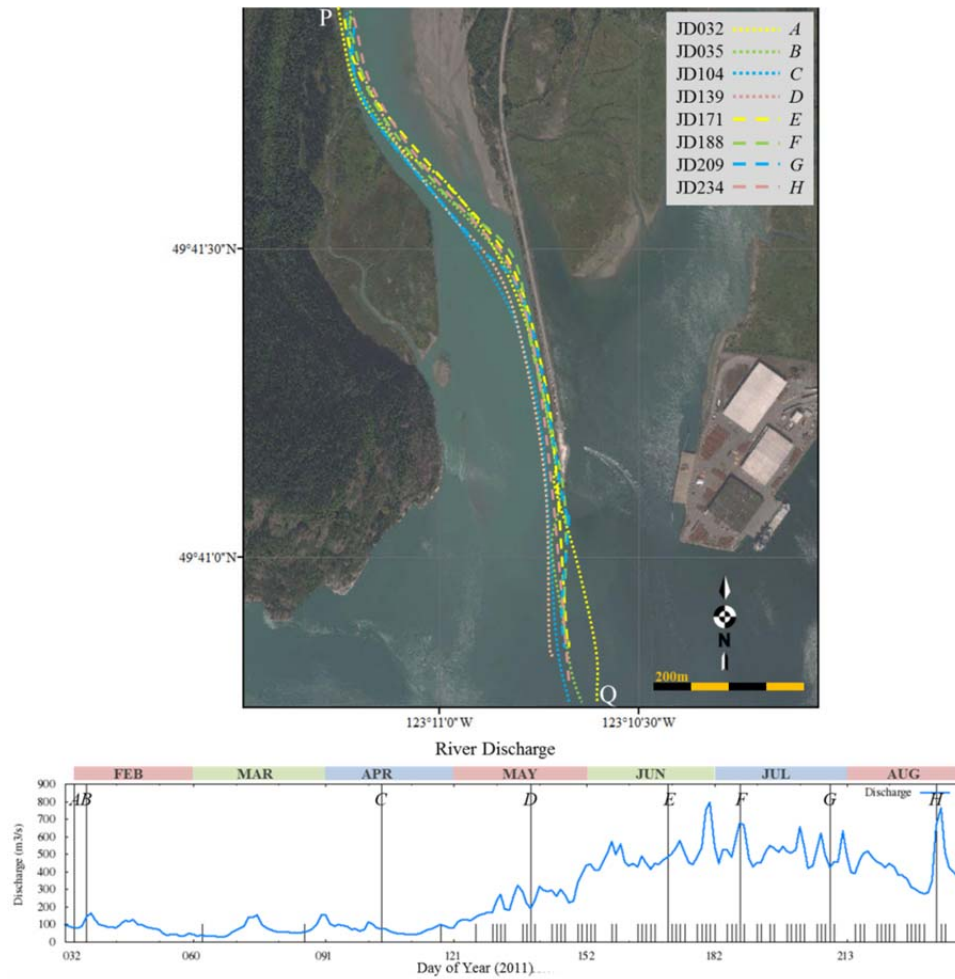 P
JD032 A
JD035 B
JD104 C
JD139 D
JD171 E
JD188 F
JD209 G
JD234 H
49°41'30"N
49°41'0"N
N
200m
Q
123°11'0"W 123°10'30"W
River Discharge
FEB MAR APR MAY JUN JUL AUG
900
800
700
600
500
400
300
200
100
0
Discharge (m3/s)
A B C D E F G H
Discharge
032 062 091 121 152 182 213
Day of Year (2011)......